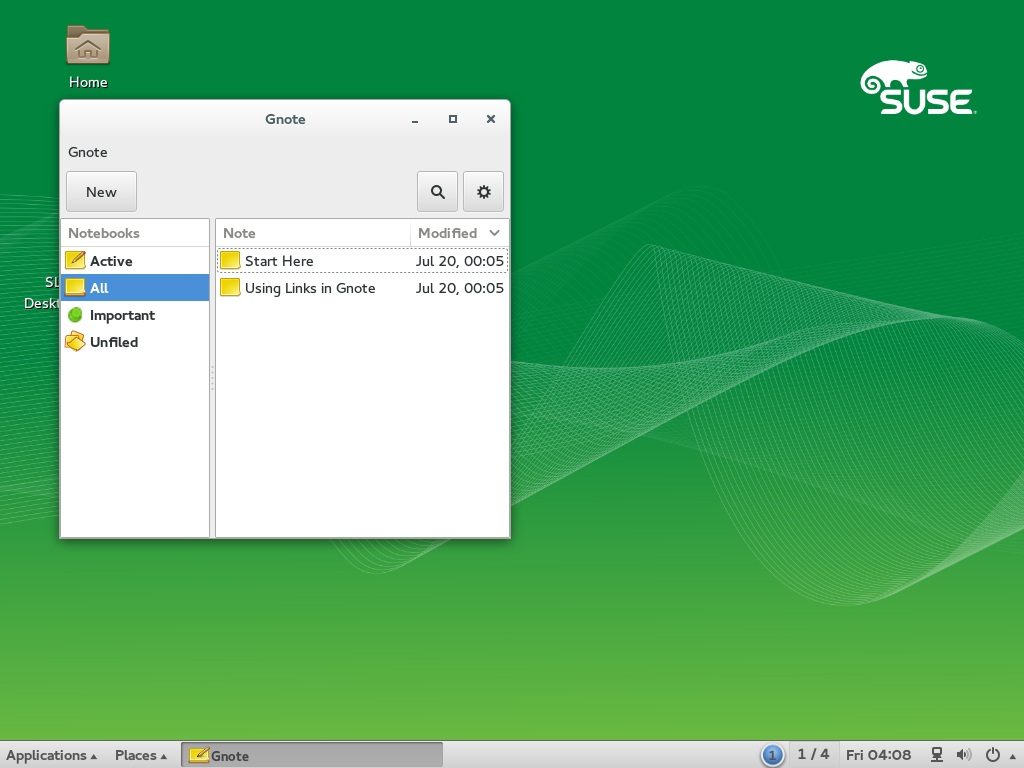 Home
SUSE
Gnote
Gnote
New
Notebooks
Note
Modified
Active
Start Here
Jul 20, 00:05
All
Using Links in Gnote
Jul 20, 00:05
Important
Unfiled
SL
Deskt
Applications
Places
Gnote
1
1 / 4
Fri 04:08